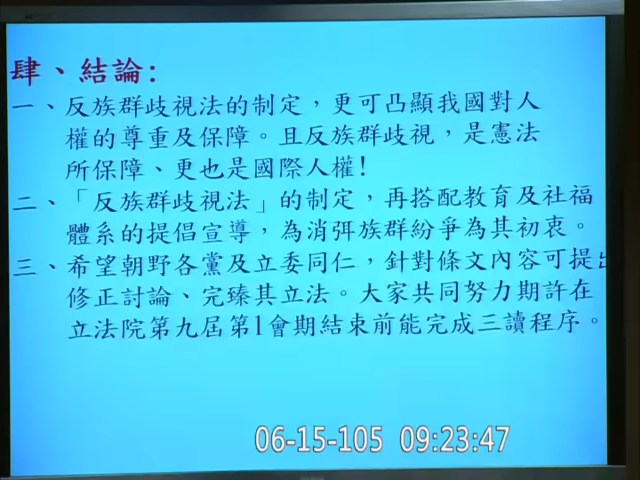 肆、結論:
一、反族群歧視法的制定，更可凸顯我國對人
權的尊重及保障。且反族群歧視，是憲法
所保障、更也是國際人權!
二、「反族群歧視法」的制定，再搭配教育及社福
體系的提倡宣導，為消弭族群紛爭為其初衷。
三、希望朝野各黨及立委同仁，針對條文內容可提出
修正討論、完臻其立法。大家共同努力期許在
立法院第九屆第1會期結束前能完成三讀程序。
06-15-105 09:23:47